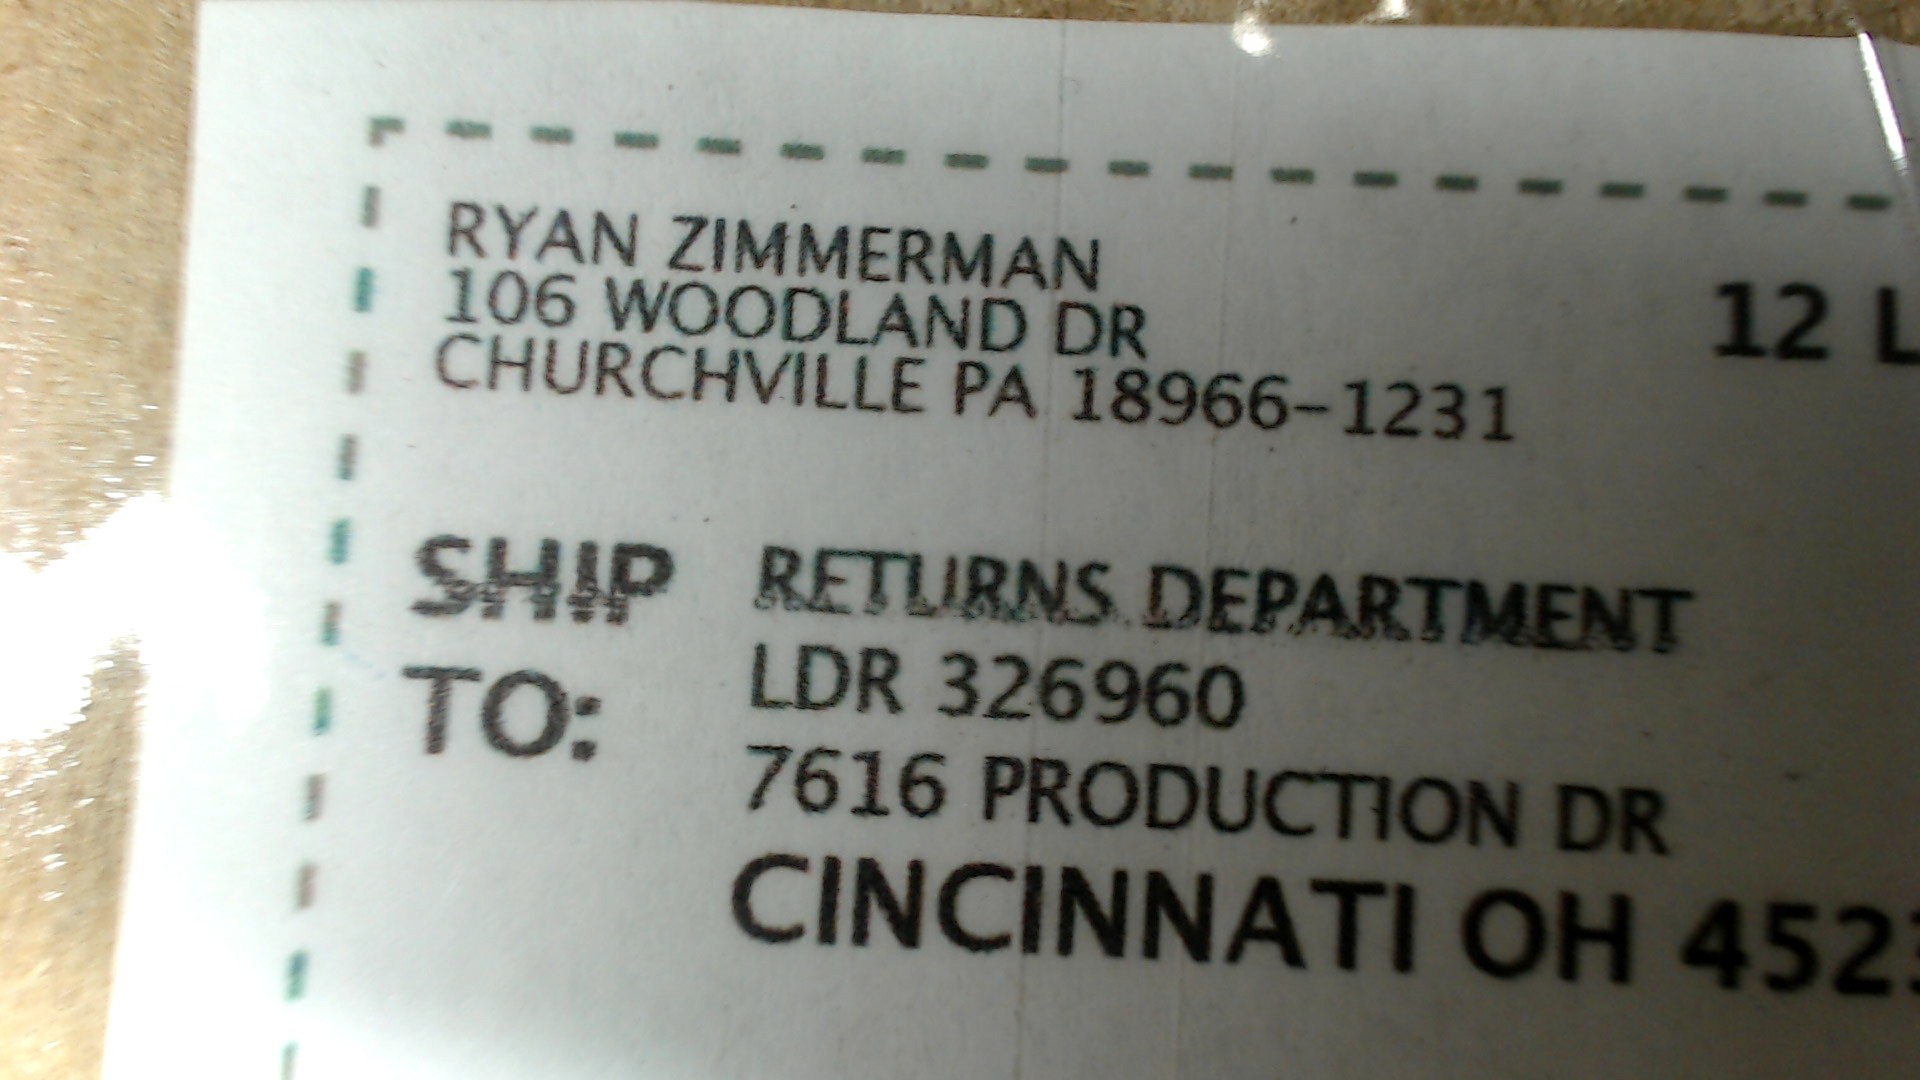 RYAN ZIMMERMAN
106 WOODLAND DR
CHURCHVILLE PA 18966-1231
12 L
SHIP TO:
RETURNS DEPARTMENT
LDR 326960
7616 PRODUCTION DR
CINCINNATI OH 452